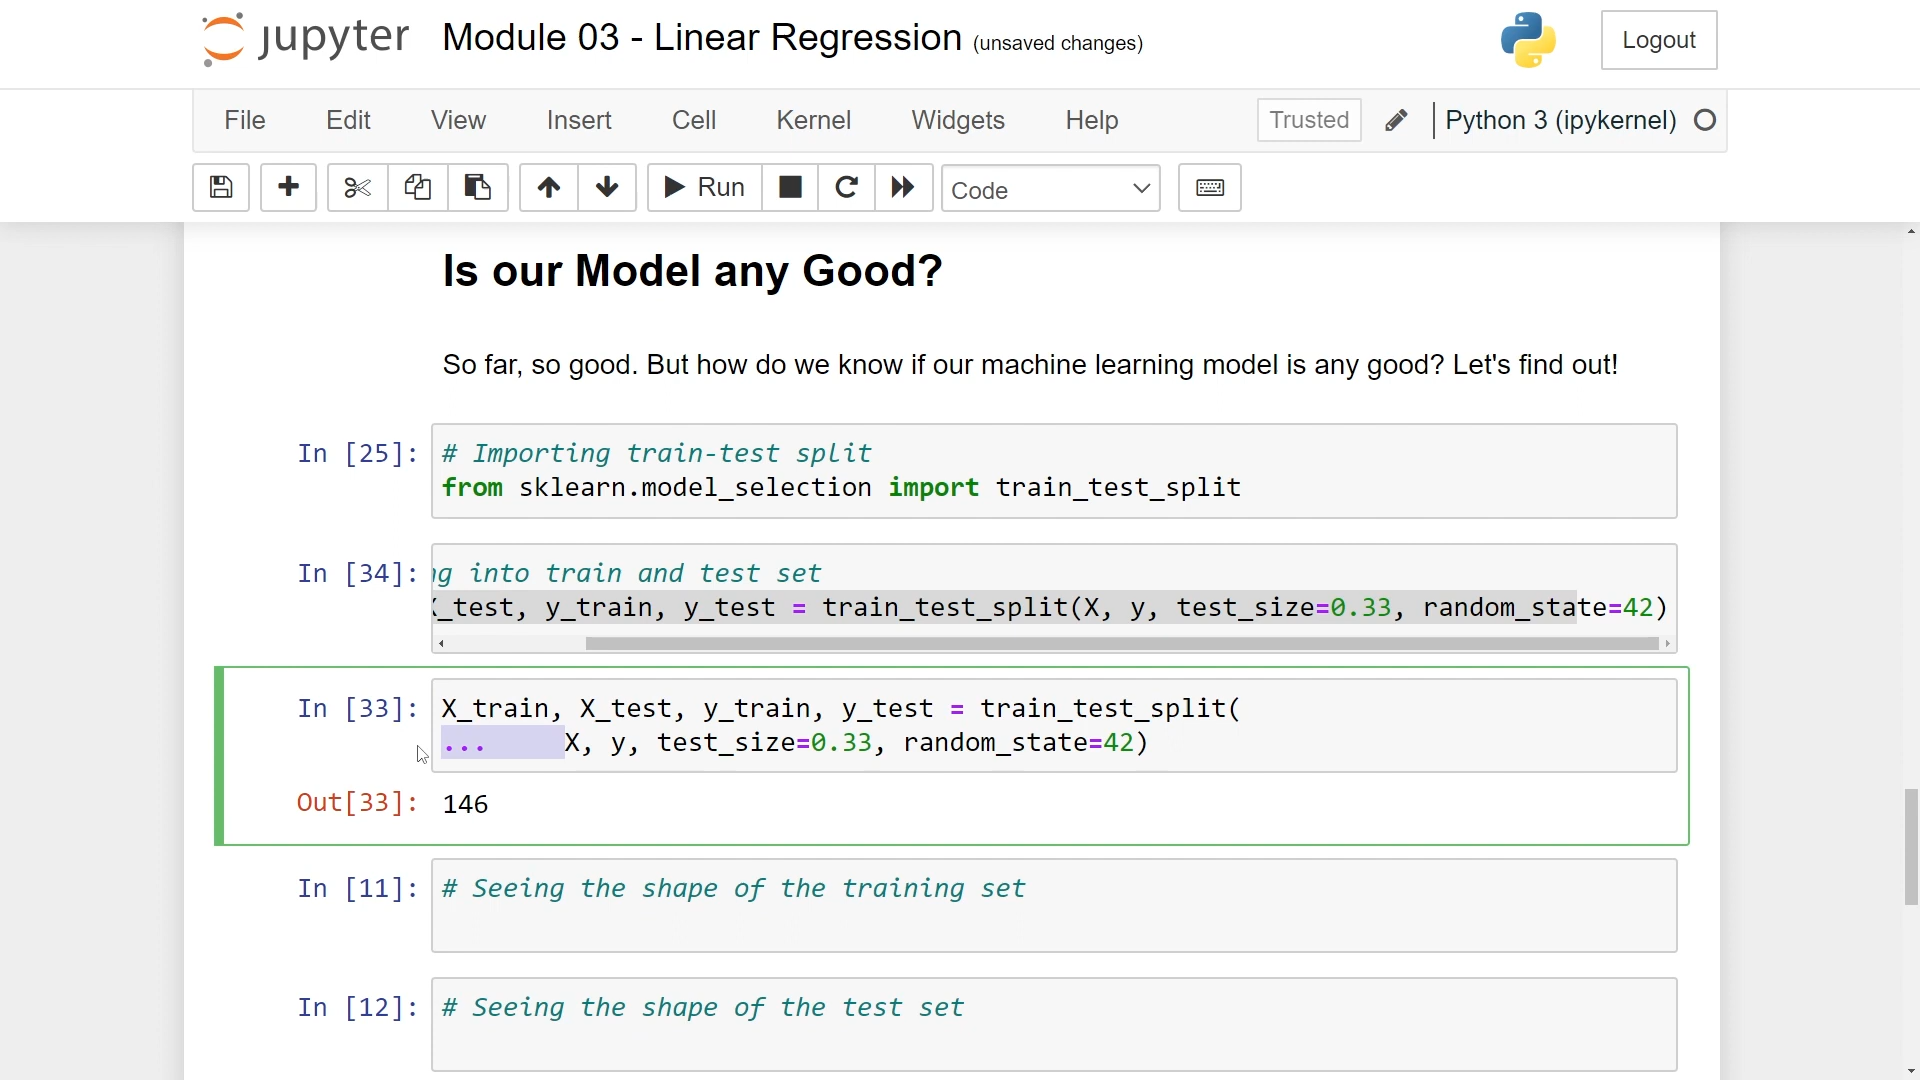 jupyter Module 03 - Linear Regression (unsaved changes) Logout
File Edit View Insert Cell Kernel Widgets Help Trusted Python 3 (ipykernel)
Run Code
Is our Model any Good?
So far, so good. But how do we know if our machine learning model is any good? Let's find out!
In [25]: # Importing train-test split
from sklearn.model_selection import train_test_split
In [34]: ng into train and test set
X_test, y_train, y_test = train_test_split(X, y, test_size=0.33, random_state=42)
In [33]: X_train, X_test, y_train, y_test = train_test_split(
... X, y, test_size=0.33, random_state=42)
Out[33]: 146
In [11]: # Seeing the shape of the training set
In [12]: # Seeing the shape of the test set